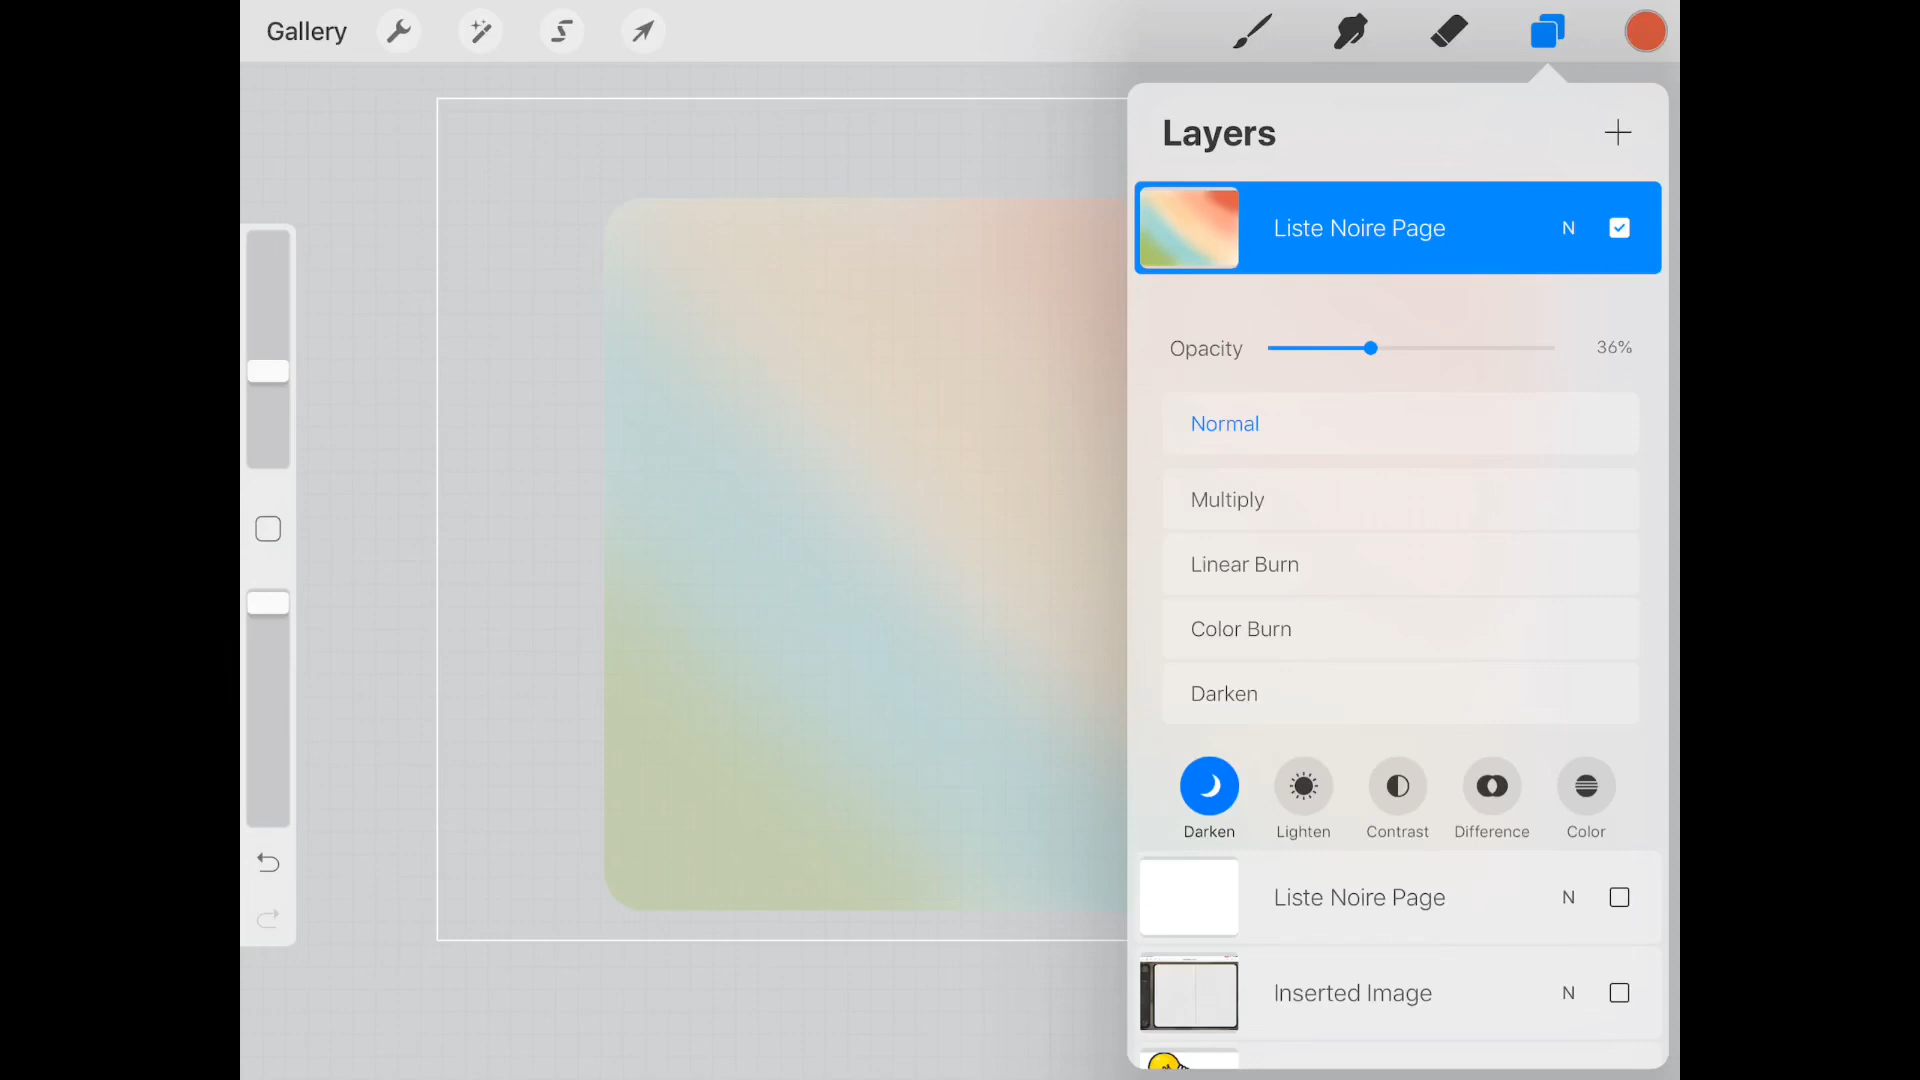 Gallery
Layers
Liste Noire Page N
Opacity 36%
Normal
Multiply
Linear Burn
Color Burn
Darken
Darken Lighten Contrast Difference Color
Liste Noire Page N
Inserted Image N